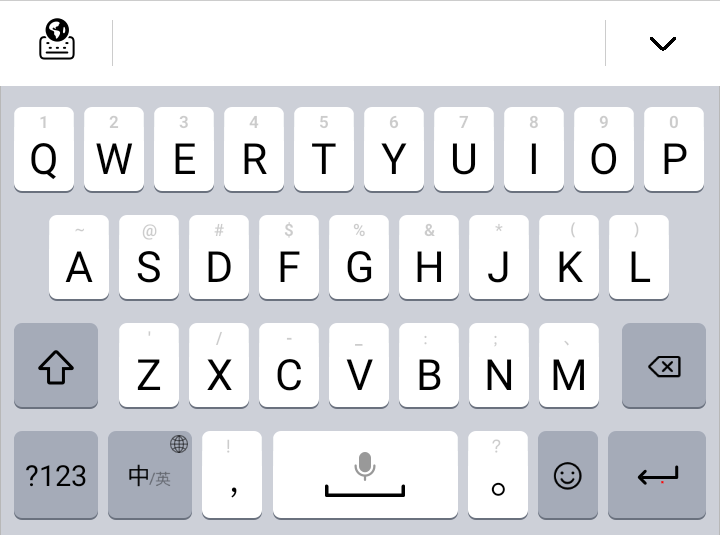 1 2 3 4 5 6 7 8 9 0
Q W E R T Y U I O P
~ @ # $ % & * ( )
A S D F G H J K L
' / - _ : ; 、
Z X C V B N M
! ?
?123 中/英 , 。